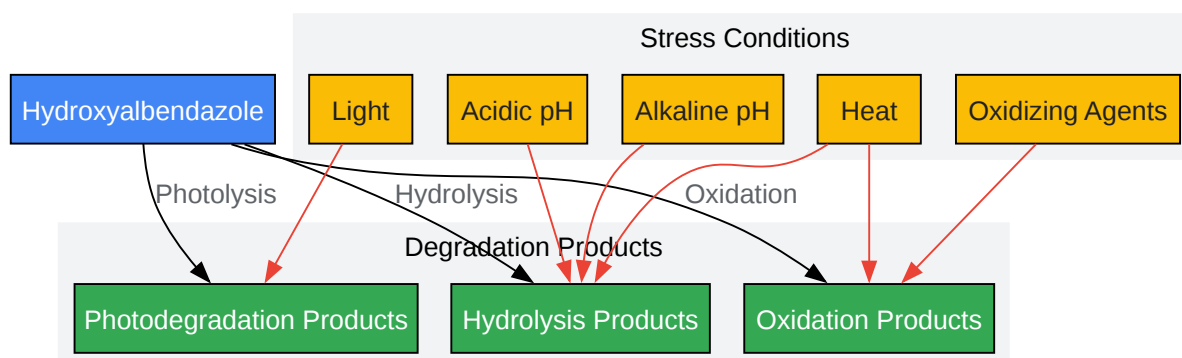 Stress Conditions
Hydroxyalbendazole
Light
Acidic pH
Alkaline pH
Heat
Oxidizing Agents
Photolysis
Hydrolysis
Oxidation
Degradation Products
Photodegradation Products
Hydrolysis Products
Oxidation Products